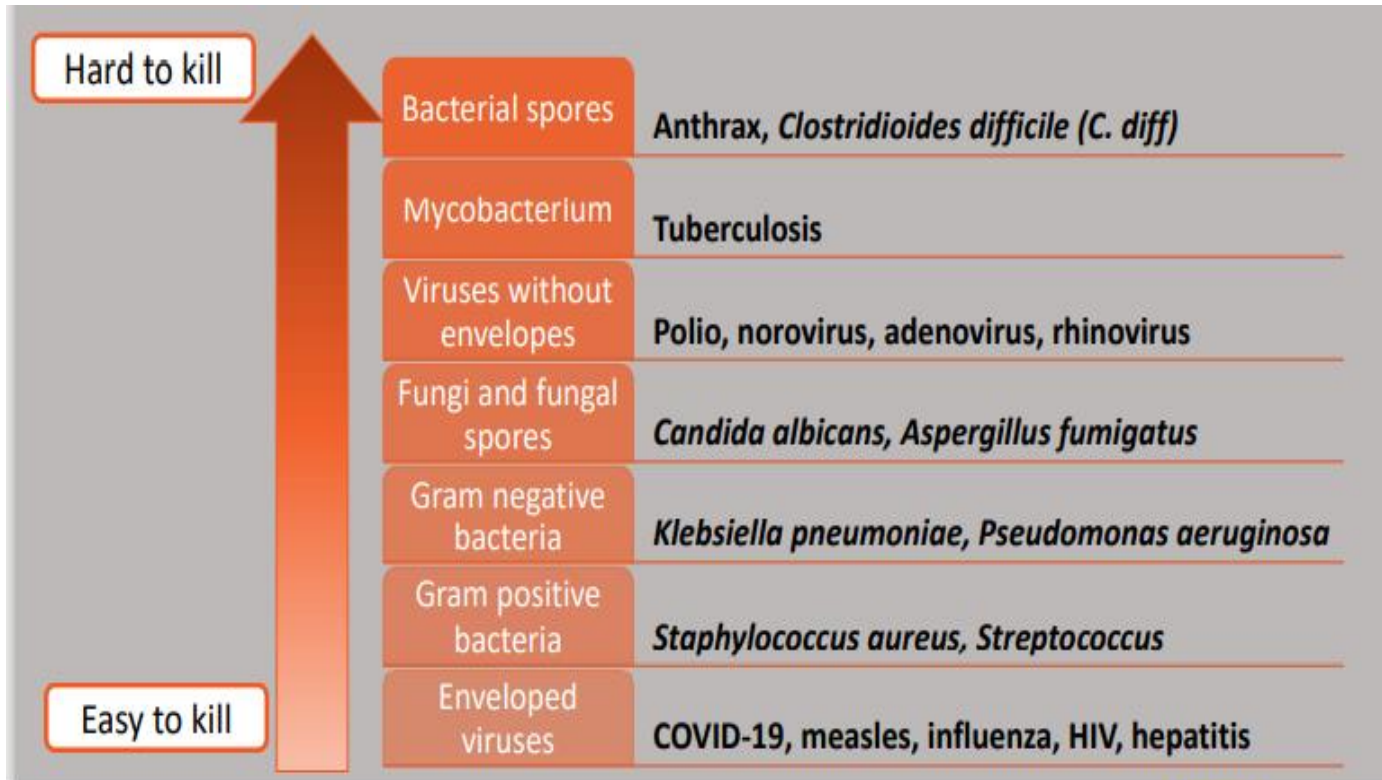 Hard to kill
Bacterial spores
Anthrax, Clostridioides difficile (C. diff)
Mycobacterium
Tuberculosis
Viruses without
envelopes
Polio, norovirus, adenovirus, rhinovirus
Fungi and fungal
spores
Candida albicans, Aspergillus fumigatus
Gram negative
bacteria
Klebsiella pneumoniae, Pseudomonas aeruginosa
Gram positive
bacteria
Staphylococcus aureus, Streptococcus
Easy to kill
Enveloped
viruses
COVID-19, measles, influenza, HIV, hepatitis